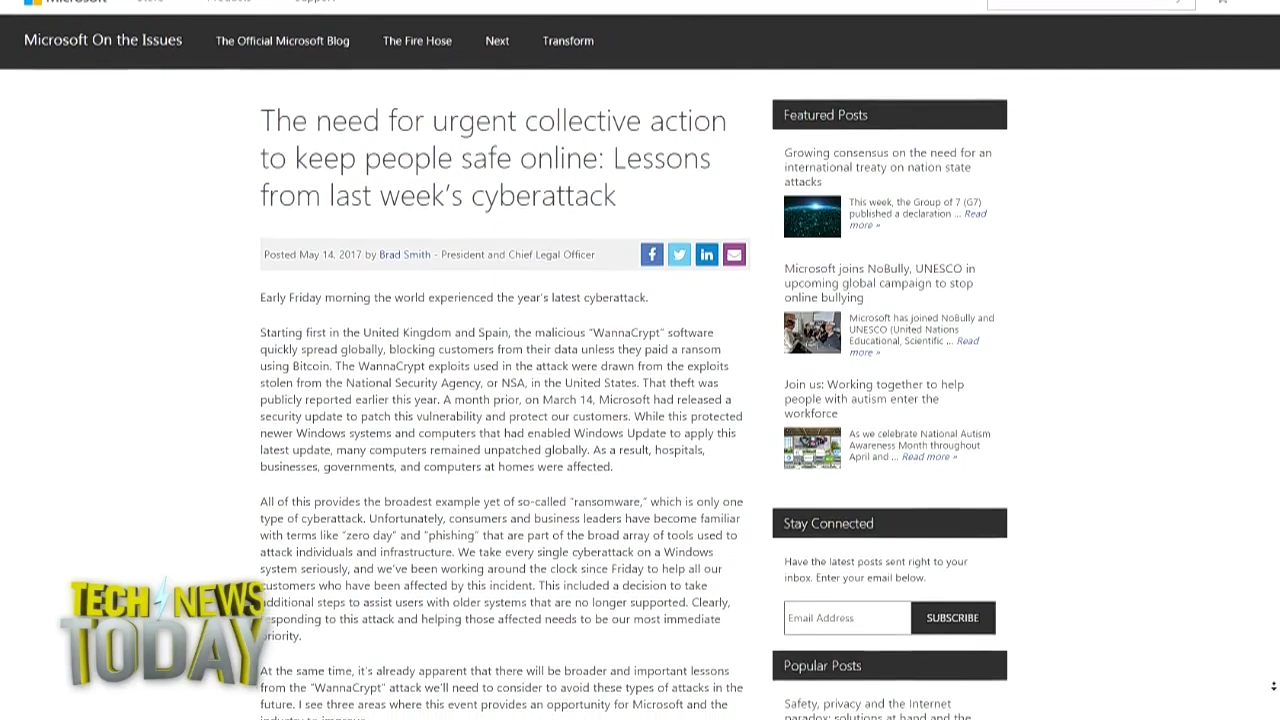 Microsoft On the Issues
The Official Microsoft Blog
The Fire Hose
Next
Transform
The need for urgent collective action
to keep people safe online: Lessons
from last week's cyberattack
Posted May 14, 2017 by Brad Smith - President and Chief Legal Officer
Early Friday morning the world experienced the year's latest cyberattack.
Starting first in the United Kingdom and Spain, the malicious "WannaCrypt" software
quickly spread globally, blocking customers from their data unless they paid a ransom
using Bitcoin. The WannaCrypt exploits used in the attack were drawn from the exploits
stolen from the National Security Agency, or NSA, in the United States. That theft was
publicly reported earlier this year. A month prior, on March 14, Microsoft had released a
security update to patch this vulnerability and protect our customers. While this protected
newer Windows systems and computers that had enabled Windows Update to apply this
latest update, many computers remained unpatched globally. As a result, hospitals,
businesses, governments, and computers at homes were affected.
All of this provides the broadest example yet of so-called "ransomware," which is only one
type of cyberattack. Unfortunately, consumers and business leaders have become familiar
with terms like "zero day" and "phishing" that are part of the broad array of tools used to
attack individuals and infrastructure. We take every single cyberattack on a Windows
system seriously, and we've been working around the clock since Friday to help all our
customers who have been affected by this incident. This included a decision to take
additional steps to assist users with older systems that are no longer supported. Clearly,
responding to this attack and helping those affected needs to be our most immediate
priority.
At the same time, it's already apparent that there will be broader and important lessons
from the "WannaCrypt" attack we'll need to consider to avoid these types of attacks in the
future. I see three areas where this event provides an opportunity for Microsoft and the
Featured Posts
Growing consensus on the need for an
international treaty on nation state
attacks
This week, the Group of 7 (G7)
published a declaration ... Read
more »
Microsoft joins NoBully, UNESCO in
upcoming global campaign to stop
online bullying
Microsoft has joined NoBully and
UNESCO (United Nations
Educational, Scientific ... Read
more »
Join us: Working together to help
people with autism enter the
workforce
As we celebrate National Autism
Awareness Month throughout
April and ... Read more »
Stay Connected
Have the latest posts sent right to your
inbox. Enter your email below.
Email Address
SUBSCRIBE
Popular Posts
Safety, privacy and the Internet
paradox: solutions at hand and the
TECH NEWS
TODAY